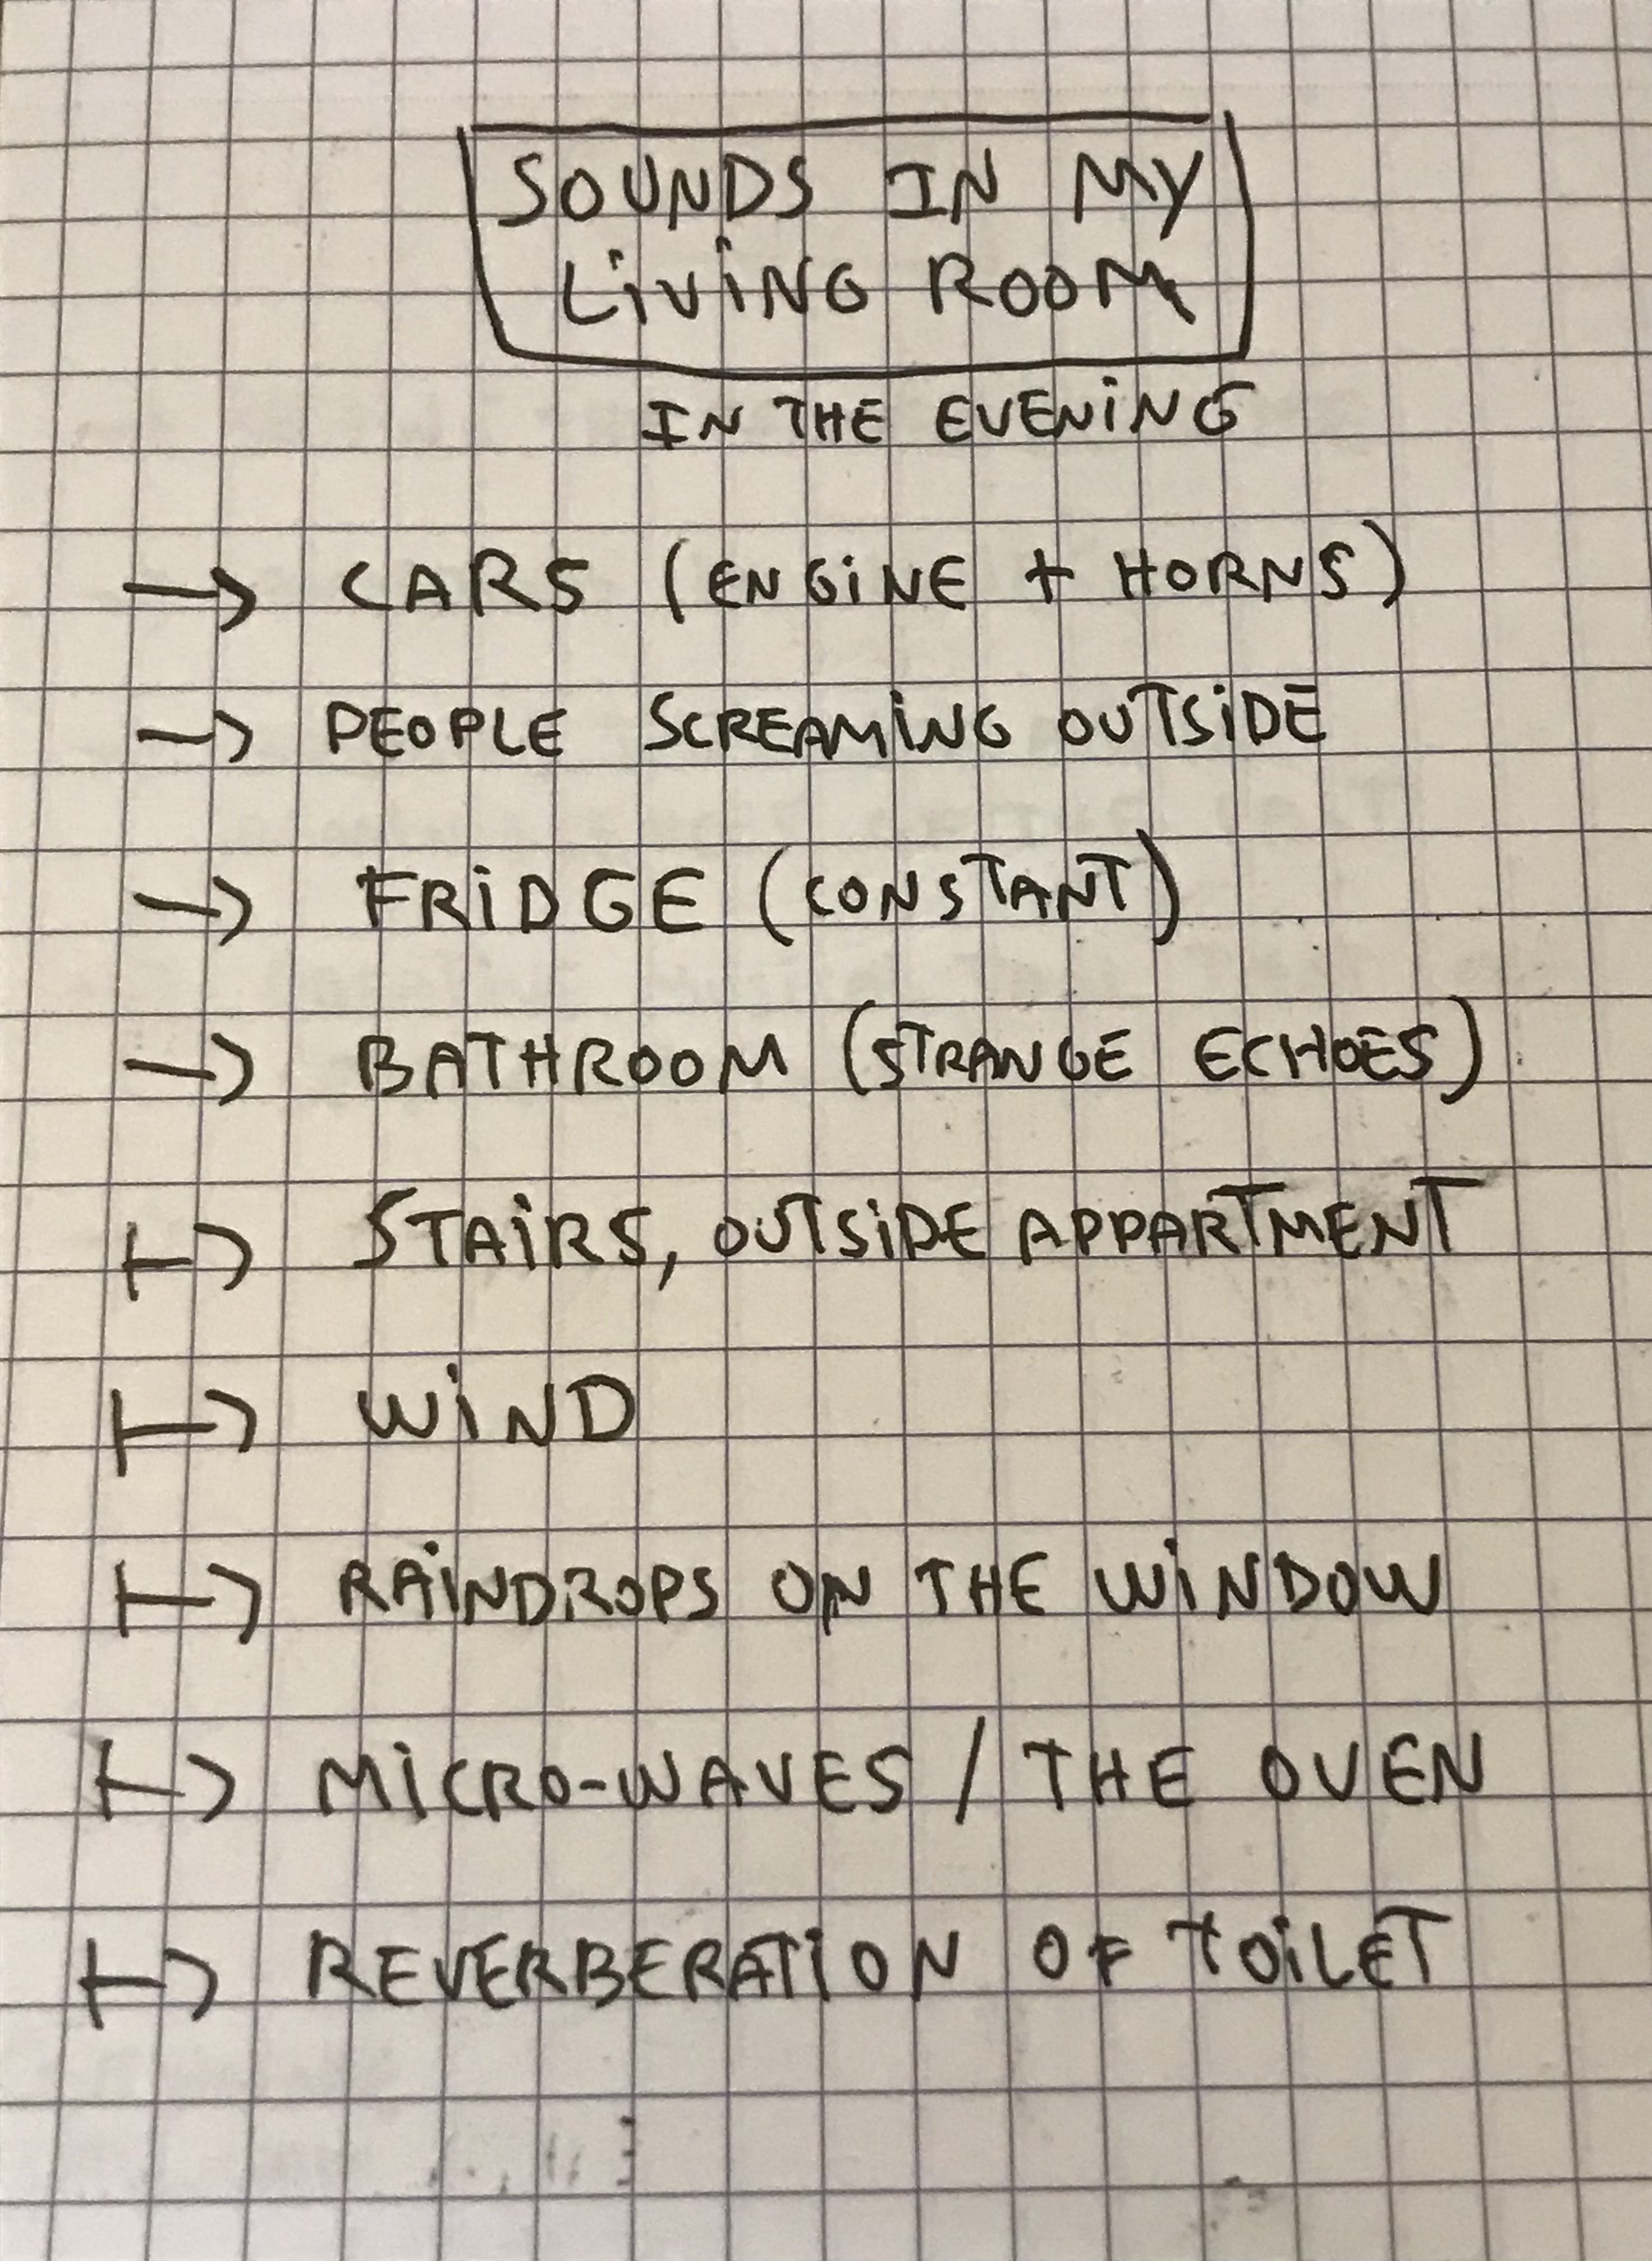 SOUNDS IN MY
LiViNG ROOM
IN THE EVENiNG
→ CARS (ENGiNE + HORNS)
→ PEOPLE SCREAMiNG OUTSiDE
→ FRiDGE (CONSTANT)
→ BATHROOM (STRANGE ECHOES)
↦ STAiRS, OUTSiDE APPARTMENT
↦ WiND
↦ RAiNDROPS ON THE WiNDOW
↦ MiCRO-WAVES / THE OVEN
↦ REVERBERATiON OF TOiLET